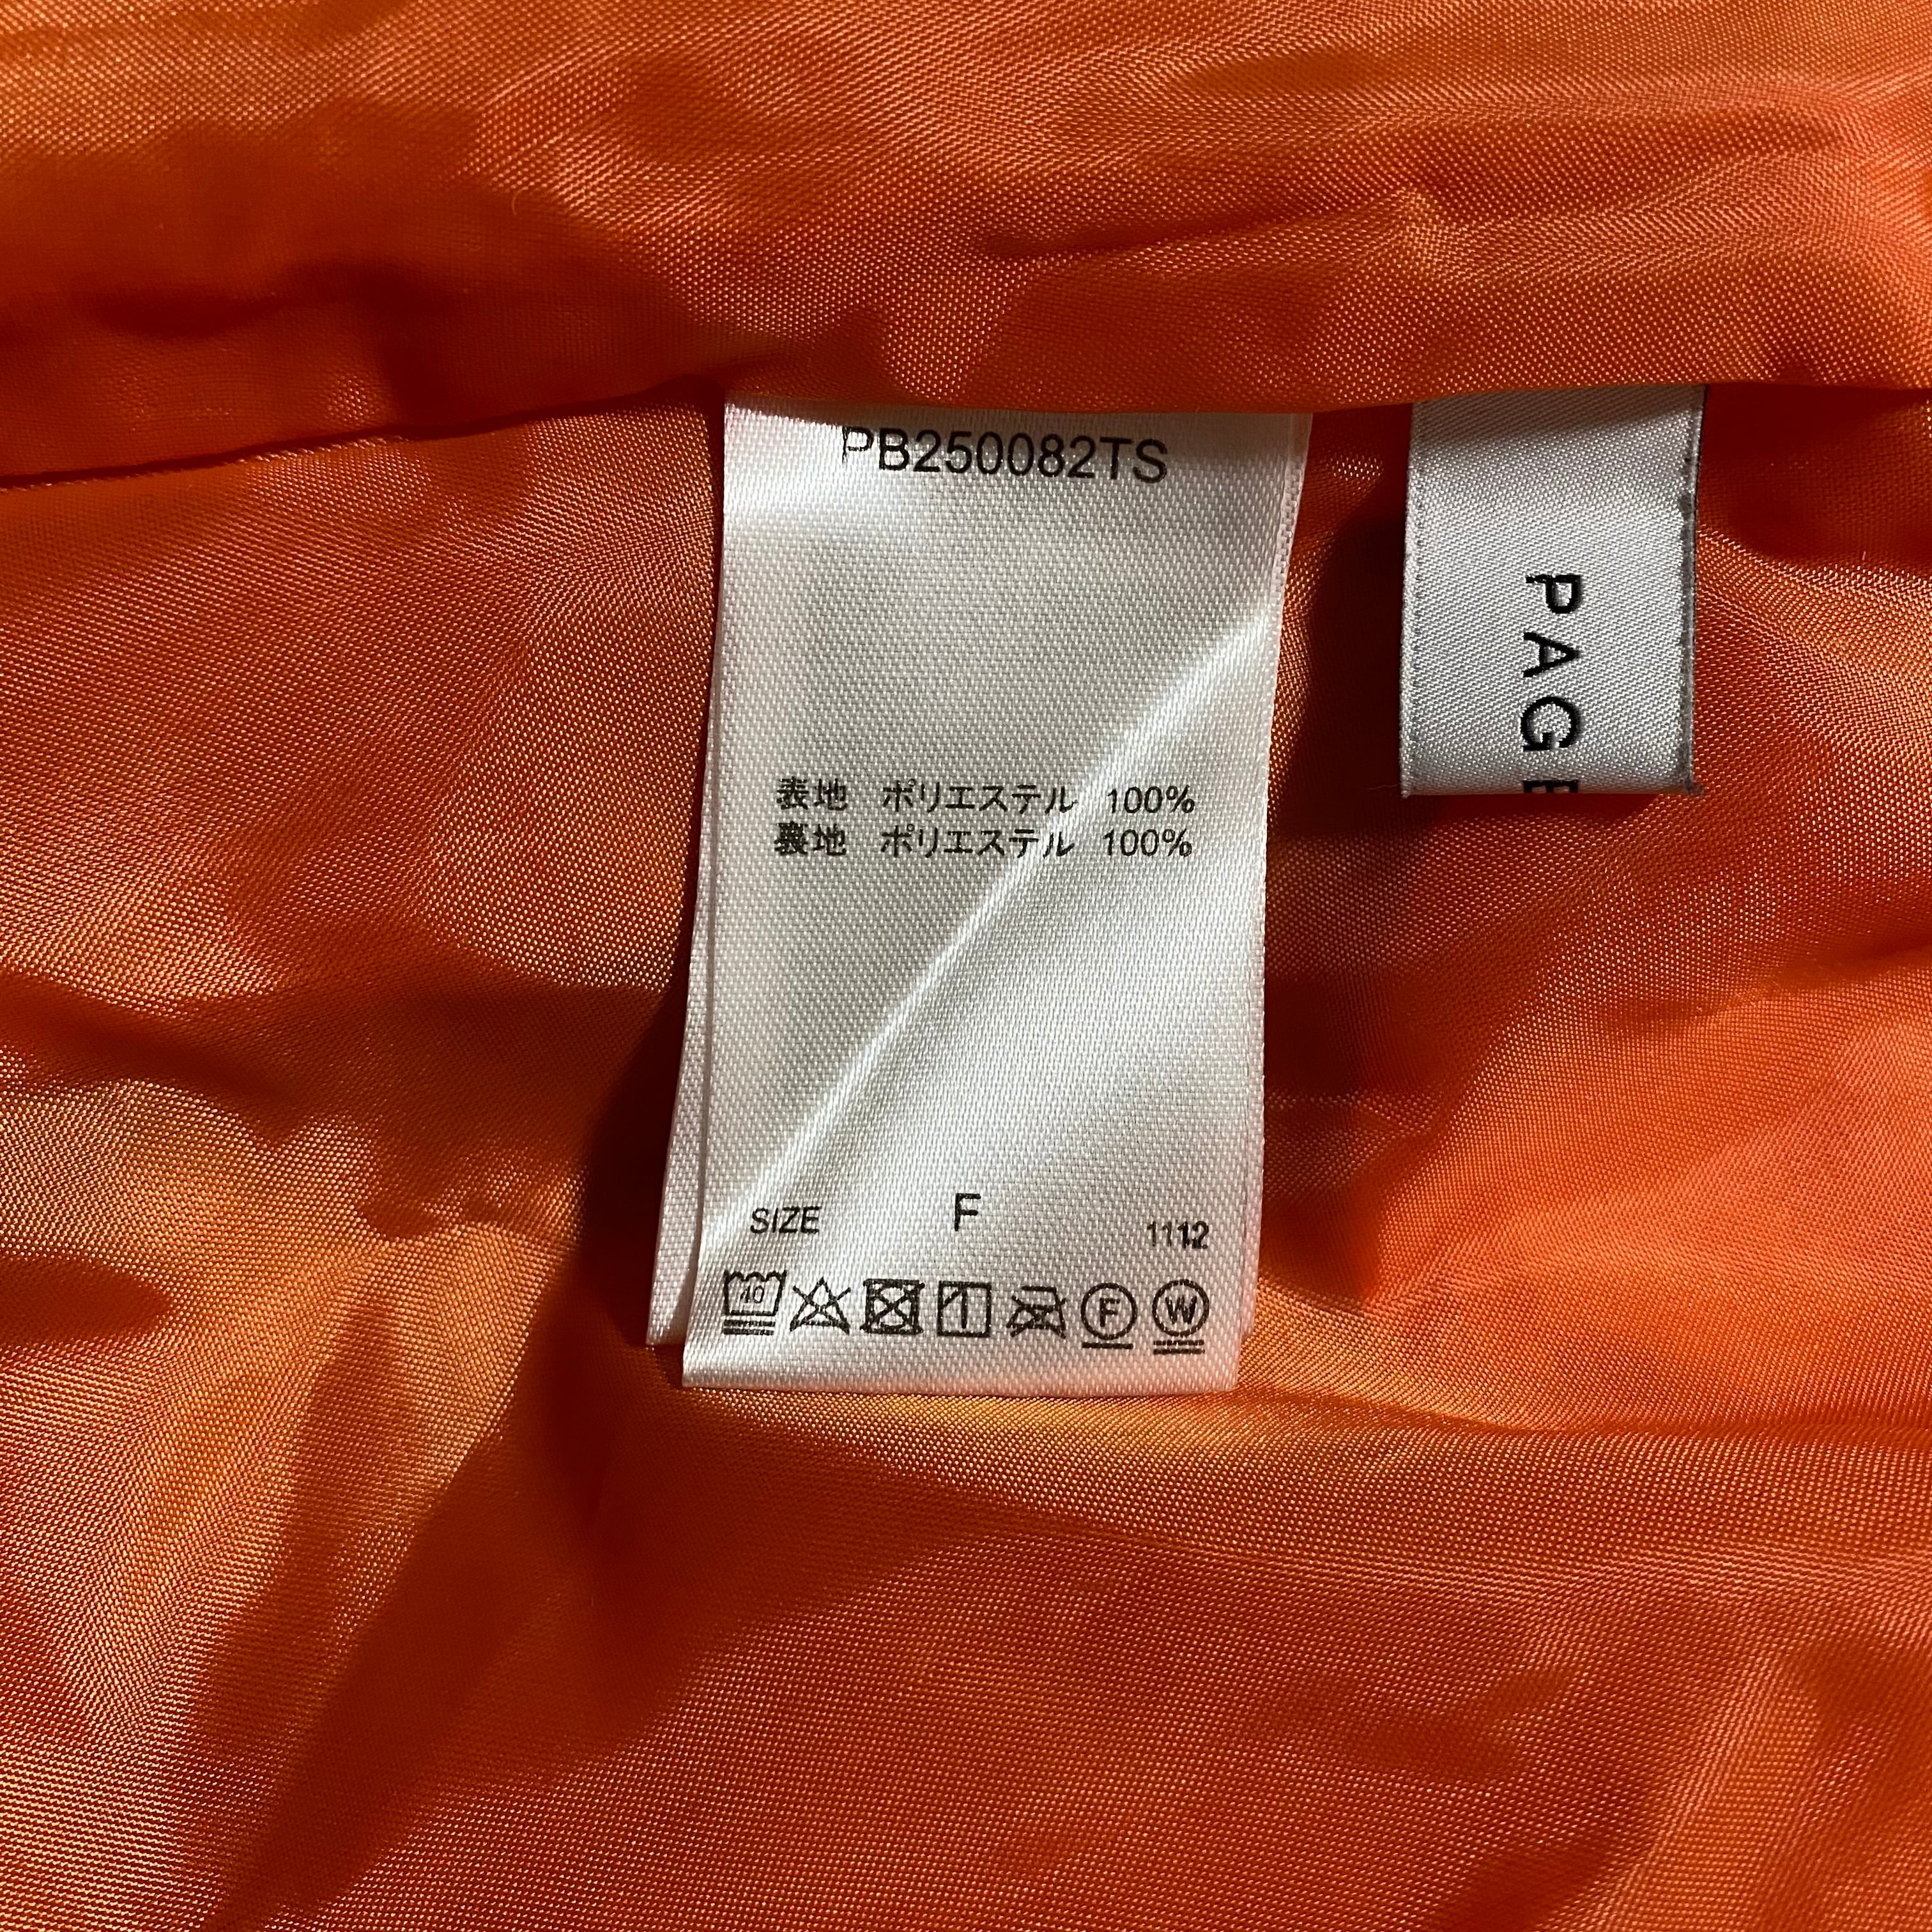 PB250082TS
表地 ポリエステル 100%
裏地 ポリエステル 100%
SIZE F 1112
40
F W
PAGE